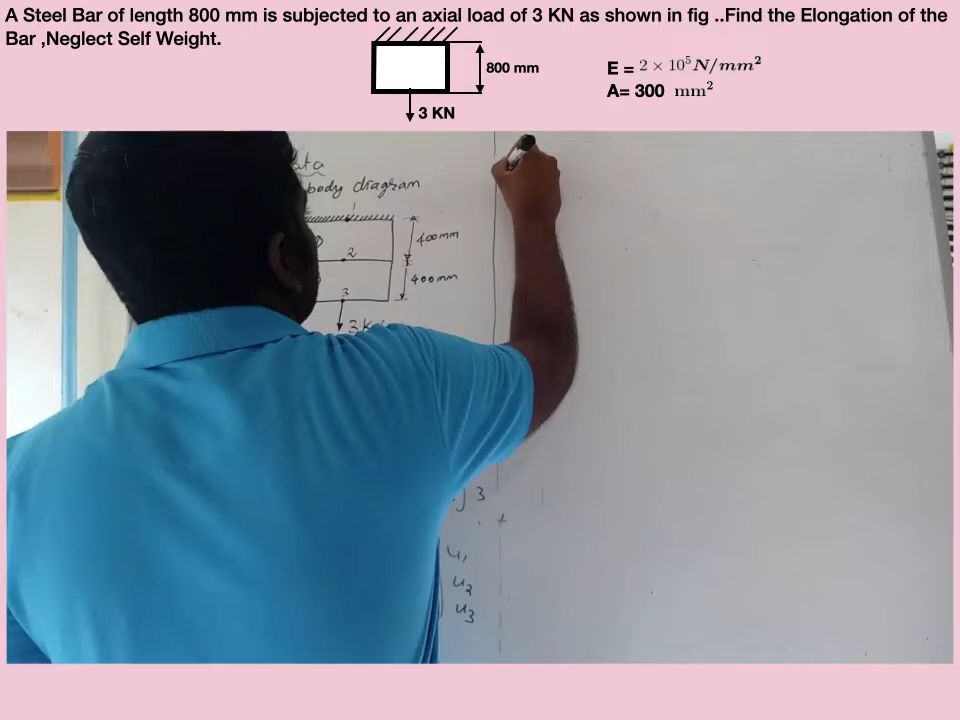 A Steel Bar of length 800 mm is subjected to an axial load of 3 KN as shown in fig ..Find the Elongation of the
Bar ,Neglect Self Weight.
800 mm
3 KN
E = 2 × 10⁵ N/mm²
A= 300 mm²
body diagram
1
400mm
2
400mm
3
3K
3
u₁
u₂
u₃